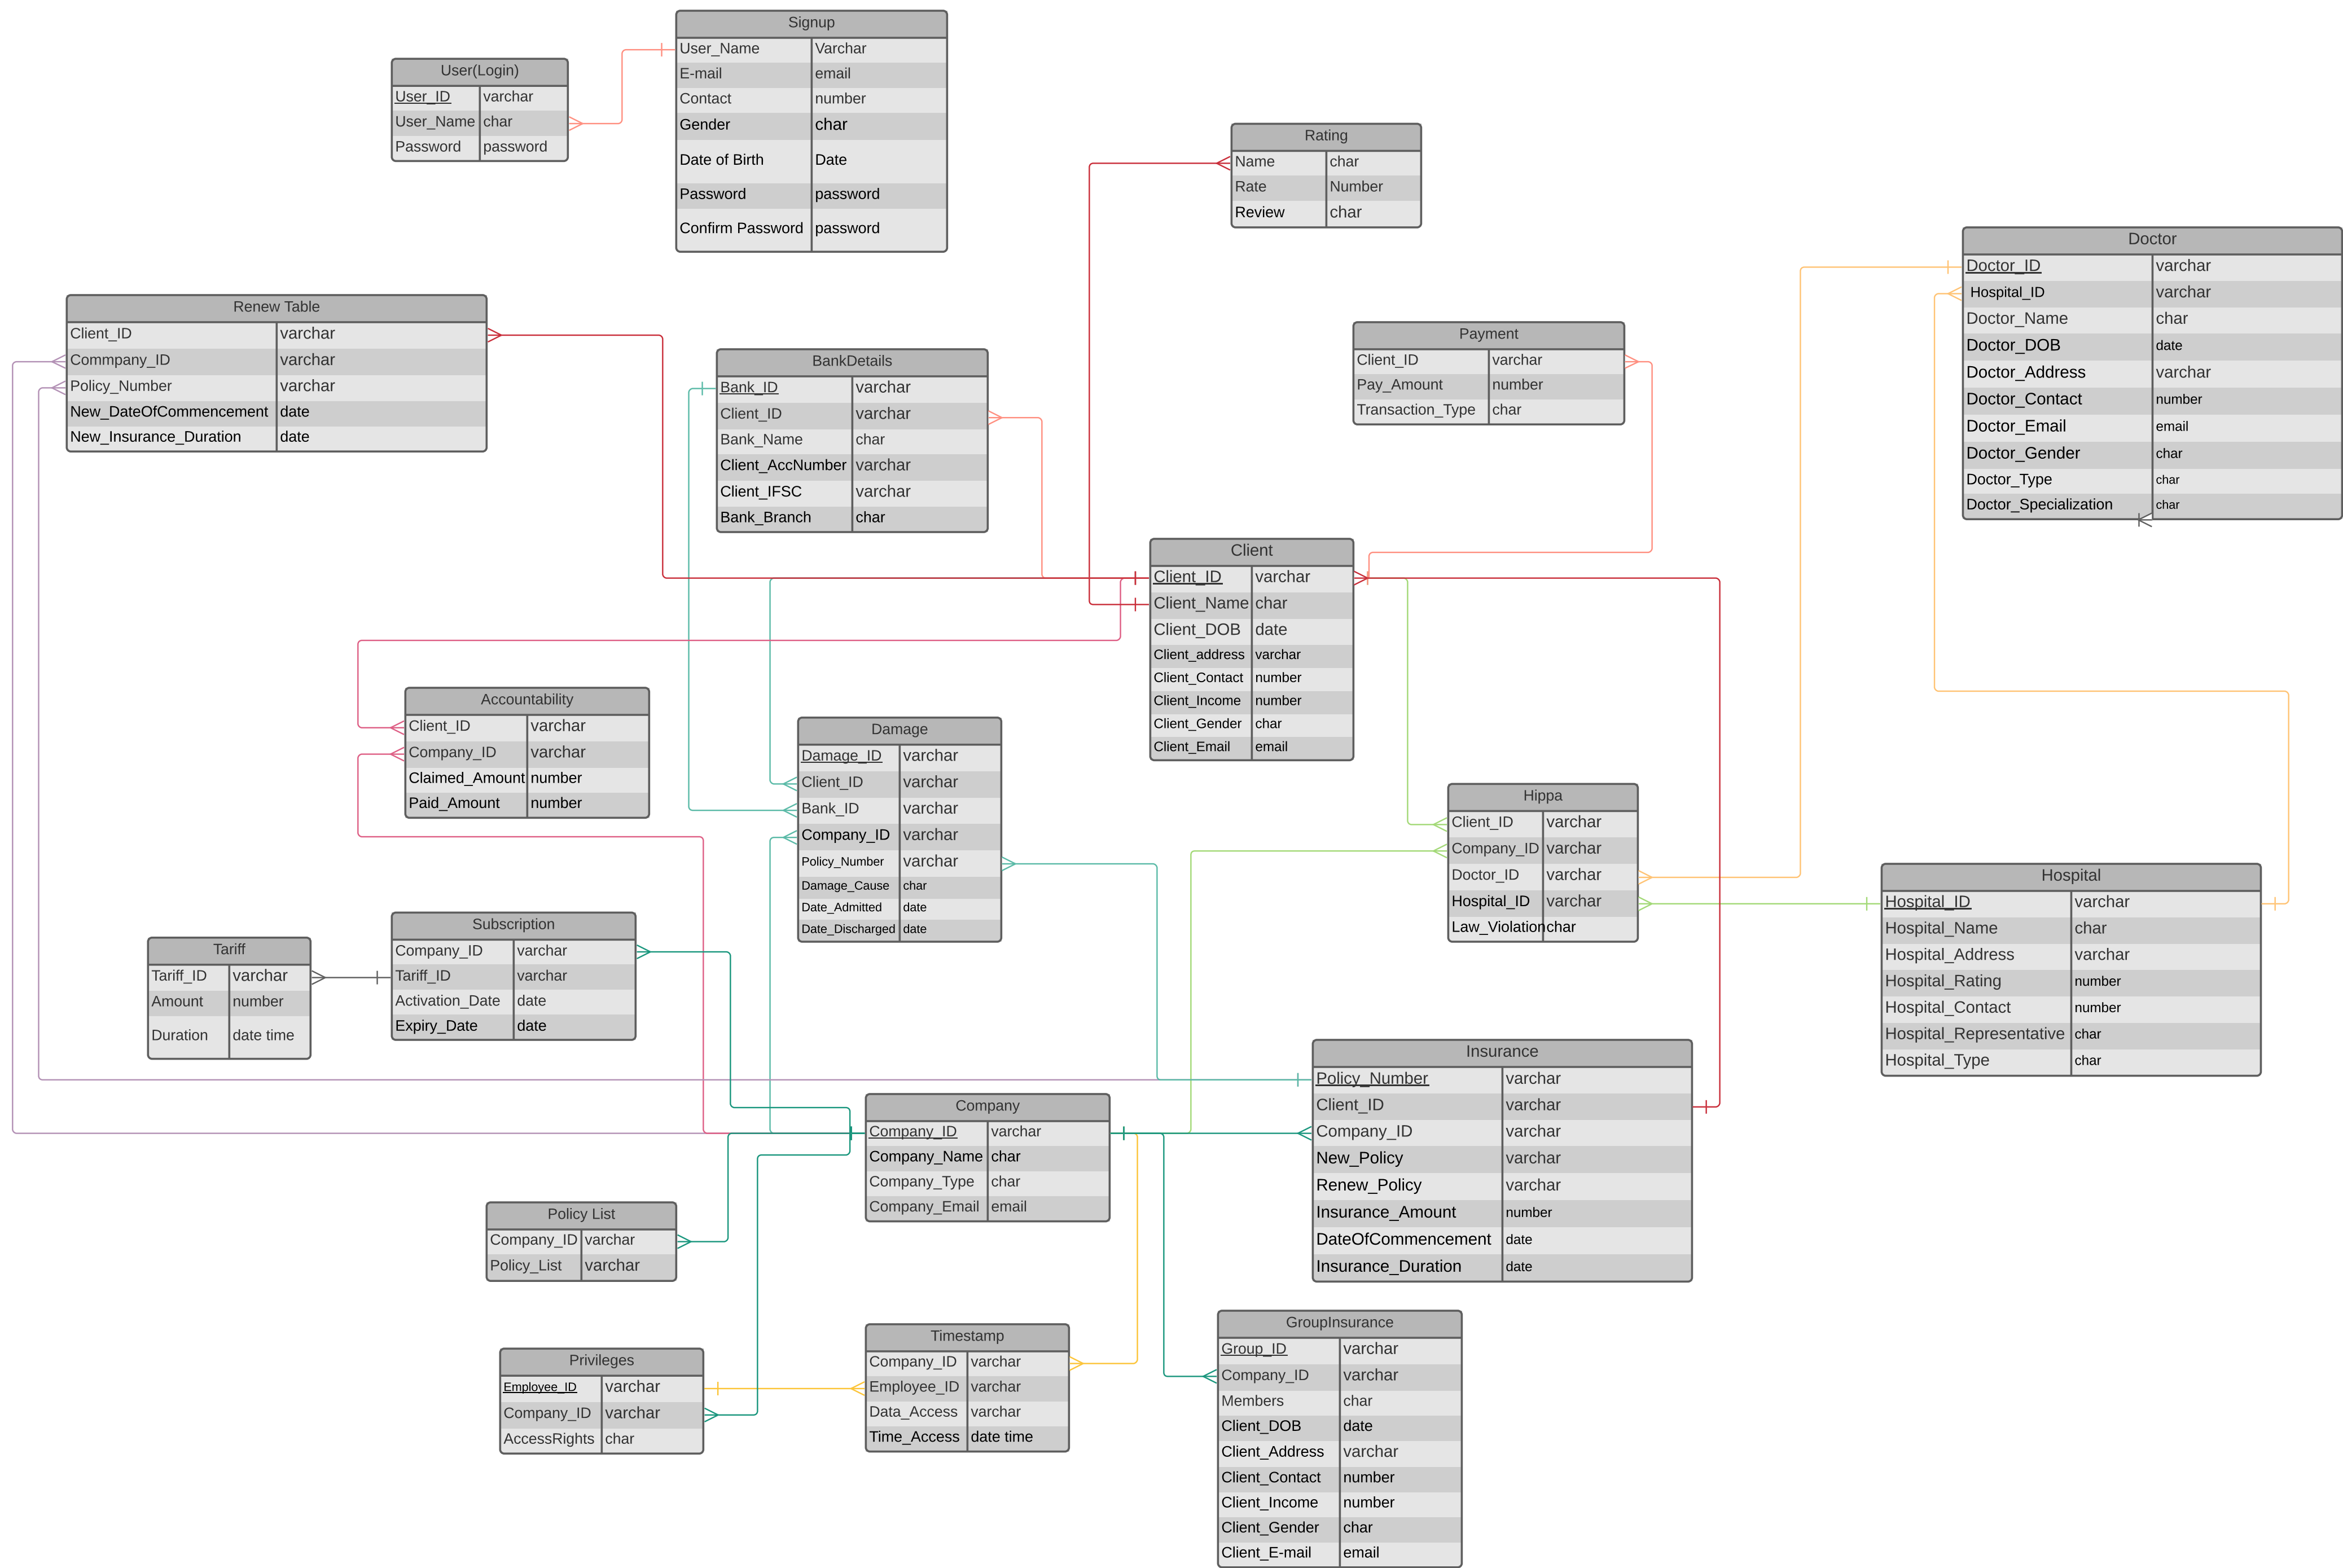 Signup
User_Name Varchar
E-mail email
Contact number
Gender char
Date of Birth Date
Password password
Confirm Password password
User(Login)
User_ID varchar
User_Name char
Password password
Rating
Name char
Rate Number
Review char
Doctor
Doctor_ID varchar
Hospital_ID varchar
Doctor_Name char
Doctor_DOB date
Doctor_Address varchar
Doctor_Contact number
Doctor_Email email
Doctor_Gender char
Doctor_Type char
Doctor_Specialization char
Renew Table
Client_ID varchar
Commpany_ID varchar
Policy_Number varchar
New_DateOfCommencement date
New_Insurance_Duration date
BankDetails
Bank_ID varchar
Client_ID varchar
Bank_Name char
Client_AccNumber varchar
Client_IFSC varchar
Bank_Branch char
Payment
Client_ID varchar
Pay_Amount number
Transaction_Type char
Client
Client_ID varchar
Client_Name char
Client_DOB date
Client_address varchar
Client_Contact number
Client_Income number
Client_Gender char
Client_Email email
Accountability
Client_ID varchar
Company_ID varchar
Claimed_Amount number
Paid_Amount number
Damage
Damage_ID varchar
Client_ID varchar
Bank_ID varchar
Company_ID varchar
Policy_Number varchar
Damage_Cause char
Date_Admitted date
Date_Discharged date
Hippa
Client_ID varchar
Company_ID varchar
Doctor_ID varchar
Hospital_ID varchar
Law_Violation char
Hospital
Hospital_ID varchar
Hospital_Name char
Hospital_Address varchar
Hospital_Rating number
Hospital_Contact number
Hospital_Representative char
Hospital_Type char
Subscription
Company_ID varchar
Tariff_ID varchar
Activation_Date date
Expiry_Date date
Tariff
Tariff_ID varchar
Amount number
Duration date time
Insurance
Policy_Number varchar
Client_ID varchar
Company_ID varchar
New_Policy varchar
Renew_Policy varchar
Insurance_Amount number
DateOfCommencement date
Insurance_Duration date
Company
Company_ID varchar
Company_Name char
Company_Type char
Company_Email email
Policy List
Company_ID varchar
Policy_List varchar
Privileges
Employee_ID varchar
Company_ID varchar
AccessRights char
Timestamp
Company_ID varchar
Employee_ID varchar
Data_Access varchar
Time_Access date time
GroupInsurance
Group_ID varchar
Company_ID varchar
Members char
Client_DOB date
Client_Address varchar
Client_Contact number
Client_Income number
Client_Gender char
Client_E-mail email